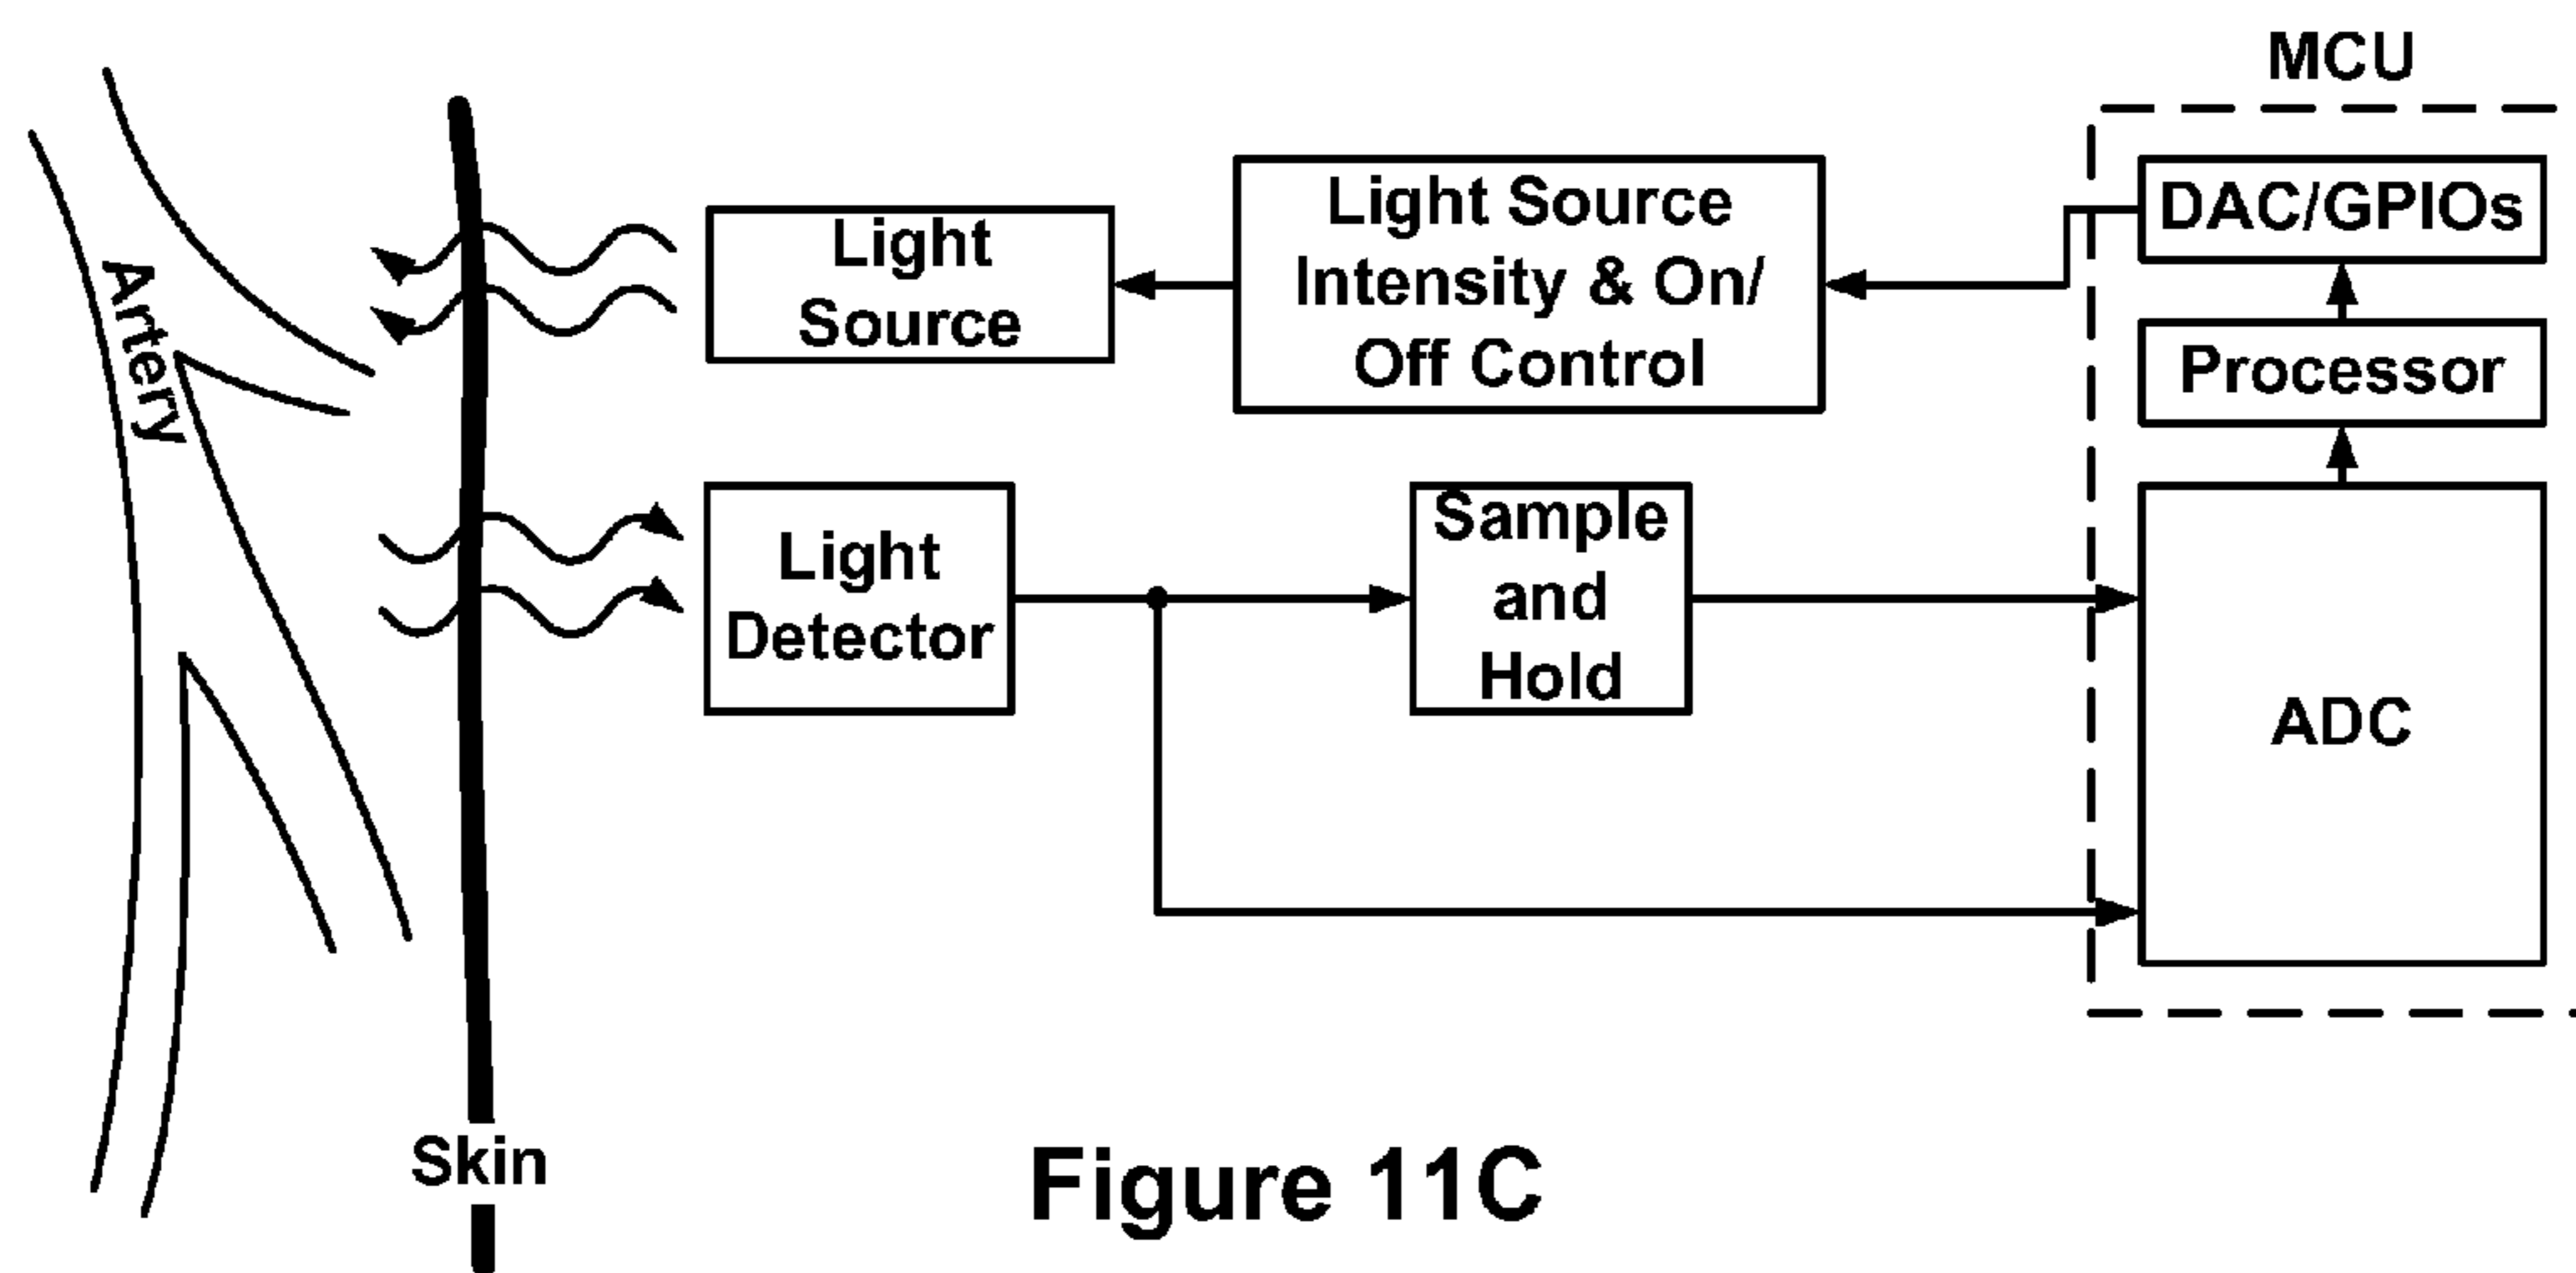 MCU
Artery
Light
Source
Light Source
Intensity & On/
Off Control
DAC/GPIOs
Processor
Light
Detector
Sample
and
Hold
ADC
Skin
Figure 11C